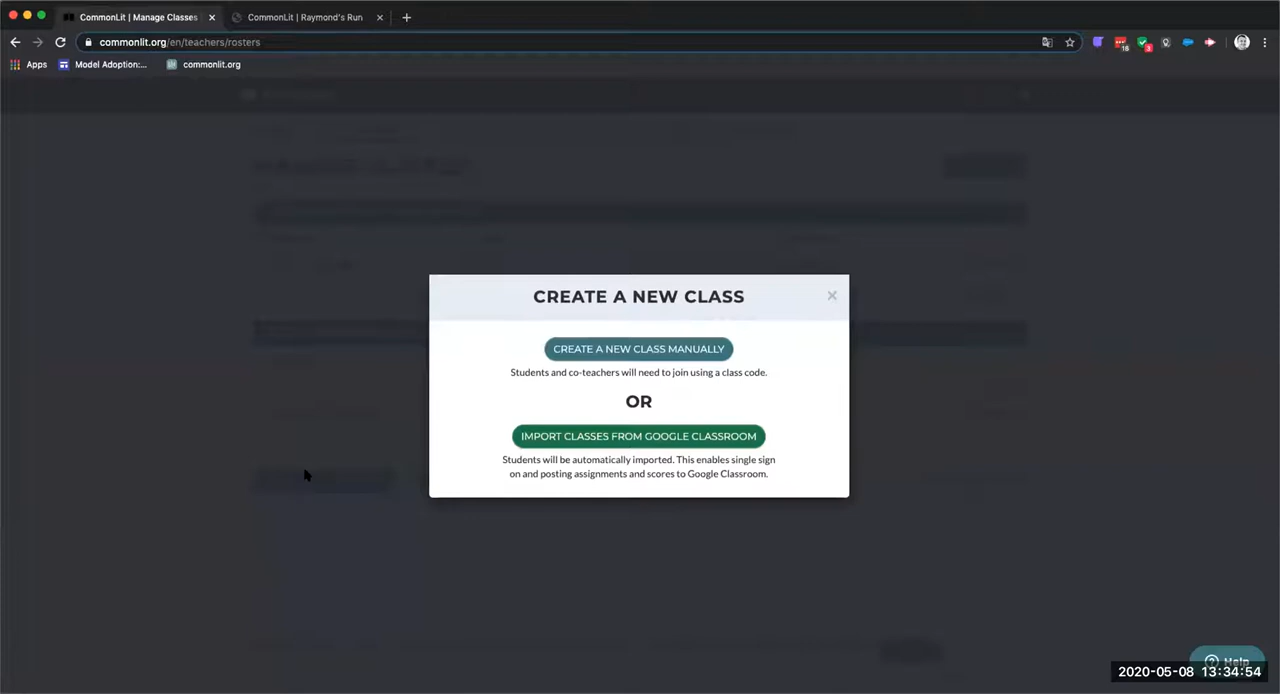 CommonLit | Manage Classes
CommonLit | Raymond's Run
commonlit.org/en/teachers/rosters
18
3
Apps
Model Adoption:...
commonlit.org
CREATE A NEW CLASS
CREATE A NEW CLASS MANUALLY
Students and co-teachers will need to join using a class code.
OR
IMPORT CLASSES FROM GOOGLE CLASSROOM
Students will be automatically imported. This enables single sign
on and posting assignments and scores to Google Classroom.
Help
2020-05-08 13:34:54